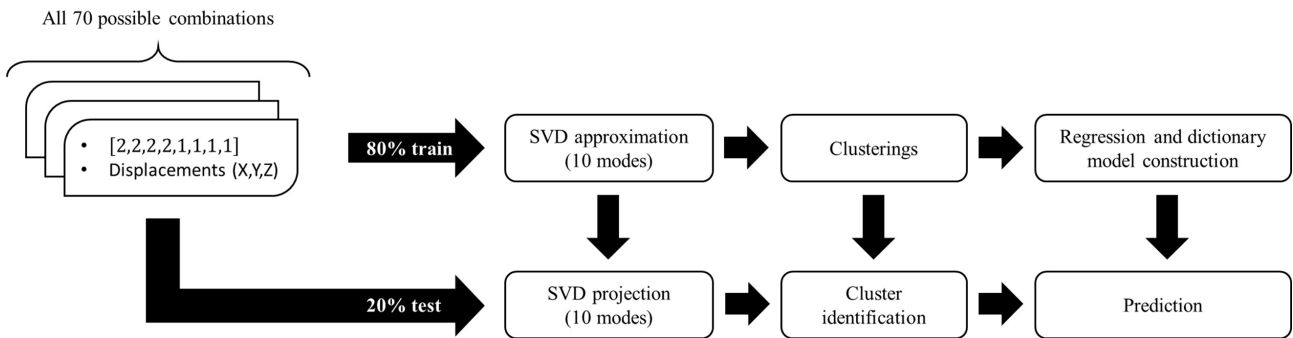 All 70 possible combinations
• [2,2,2,2,1,1,1,1]
• Displacements (X,Y,Z)
80% train
SVD approximation
(10 modes)
Clusterings
Regression and dictionary
model construction
20% test
SVD projection
(10 modes)
Cluster
identification
Prediction